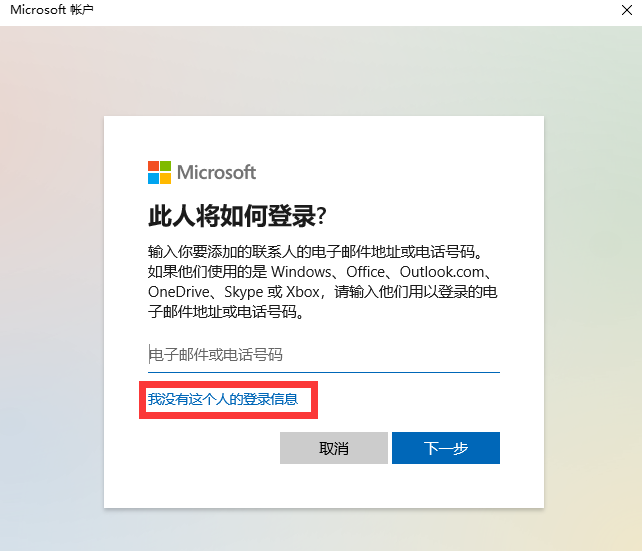 Microsoft 帐户
Microsoft
此人将如何登录?
输入你要添加的联系人的电子邮件地址或电话号码。
如果他们使用的是 Windows、Office、Outlook.com、
OneDrive、Skype 或 Xbox，请输入他们用以登录的电
子邮件地址或电话号码。
电子邮件或电话号码
我没有这个人的登录信息
取消
下一步